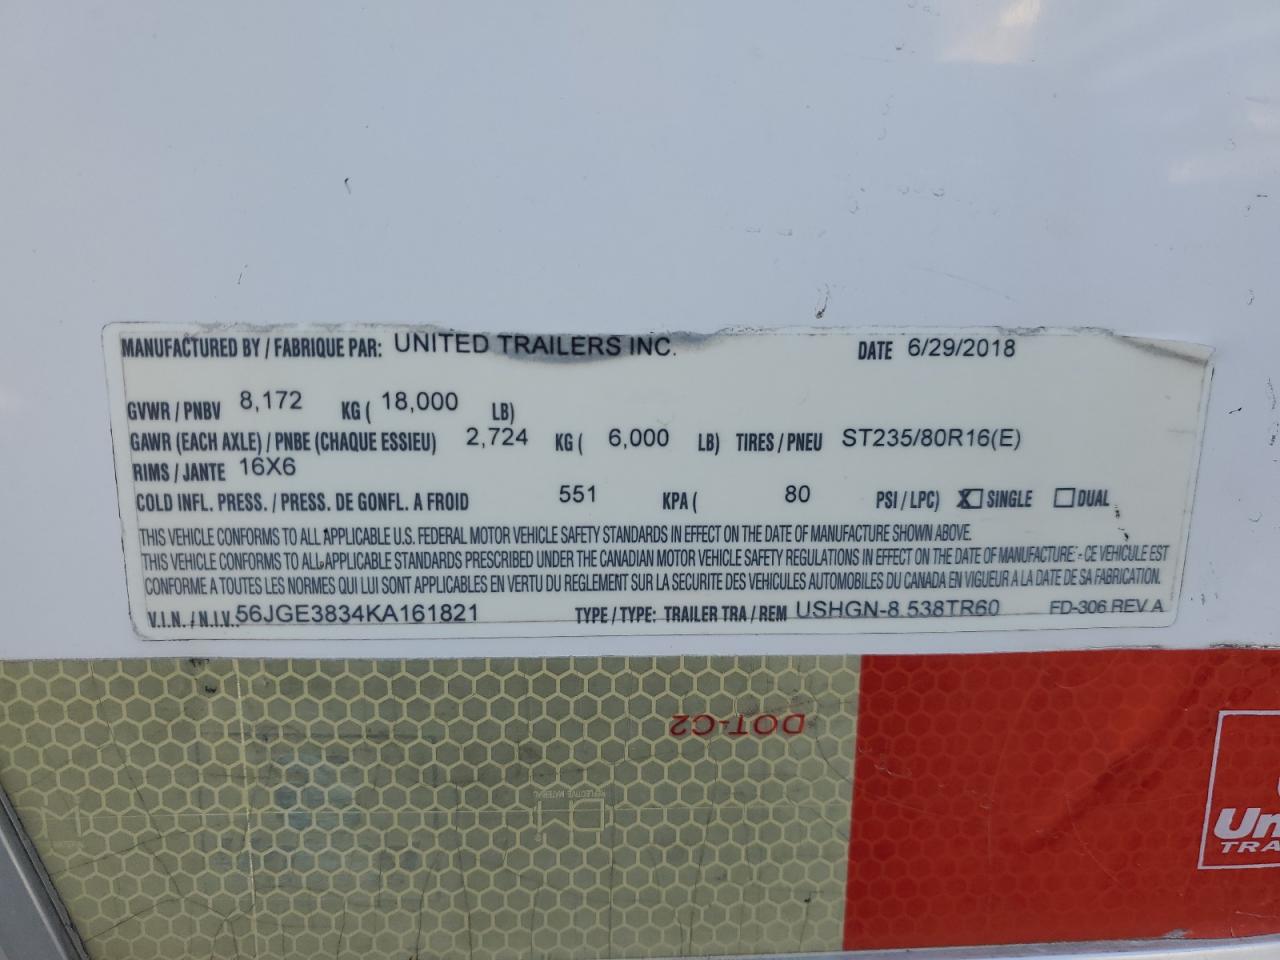 MANUFACTURED BY / FABRIQUE PAR: UNITED TRAILERS INC. DATE 6/29/2018
GVWR / PNBV 8,172 KG ( 18,000 LB)
GAWR (EACH AXLE) / PNBE (CHAQUE ESSIEU) 2,724 KG ( 6,000 LB) TIRES / PNEU ST235/80R16(E)
RIMS / JANTE 16X6
COLD INFL. PRESS. / PRESS. DE GONFL. A FROID 551 KPA ( 80 PSI / LPC) X SINGLE DUAL
THIS VEHICLE CONFORMS TO ALL APPLICABLE U.S. FEDERAL MOTOR VEHICLE SAFETY STANDARDS IN EFFECT ON THE DATE OF MANUFACTURE SHOWN ABOVE.
THIS VEHICLE CONFORMS TO ALL APPLICABLE STANDARDS PRESCRIBED UNDER THE CANADIAN MOTOR VEHICLE SAFETY REGULATIONS IN EFFECT ON THE DATE OF MANUFACTURE: - CE VEHICULE EST
CONFORME A TOUTES LES NORMES QUI LUI SONT APPLICABLES EN VERTU DU REGLEMENT SUR LA SECURITE DES VEHICULES AUTOMOBILES DU CANADA EN VIGUEUR A LA DATE DE SA FABRICATION.
V.I.N. / N.I.V. 56JGE3834KA161821 TYPE / TYPE: TRAILER TRA / REM USHGN-8.538TR60 FD-306 REV A
DOT-C2
REFLECTIVE MATERIAL